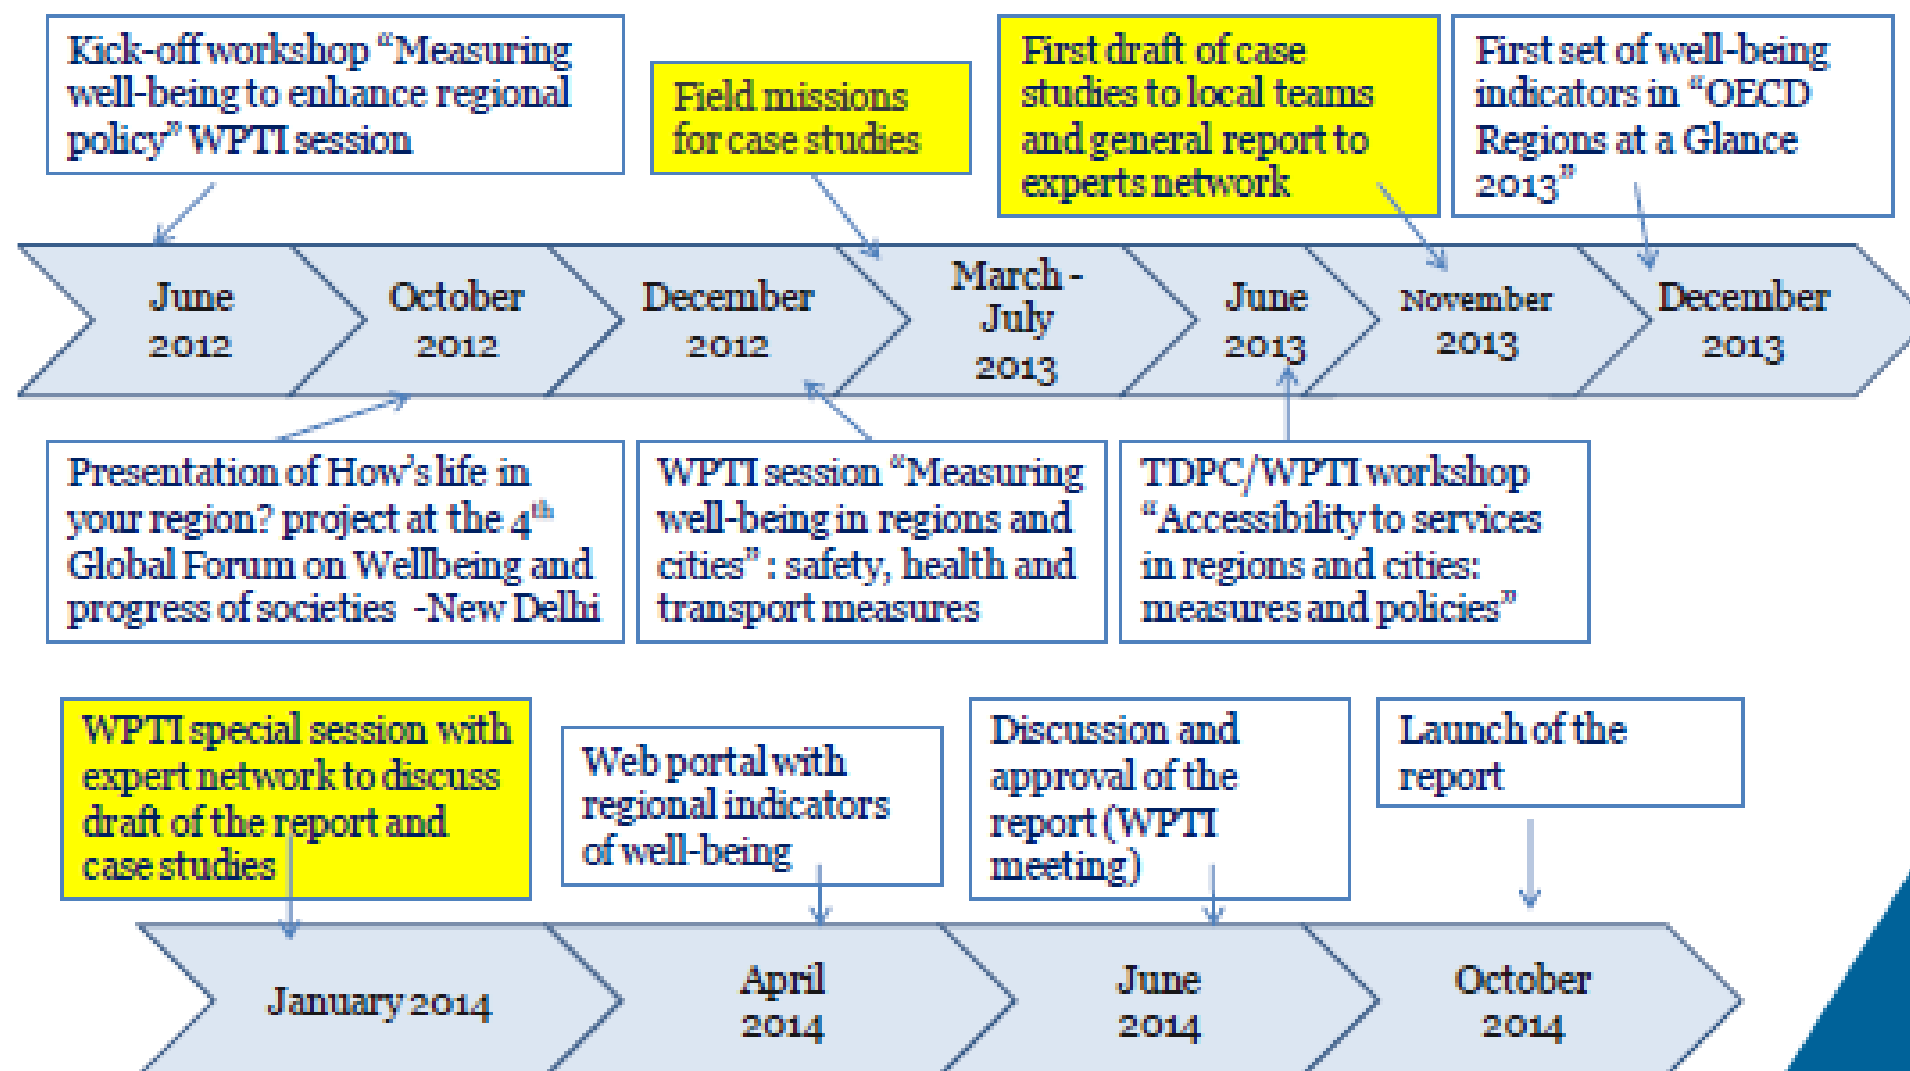 Kick-off workshop “Measuring
well-being to enhance regional
policy” WPTI session
Field missions
for case studies
First draft of case
studies to local teams
and general report to
experts network
First set of well-being
indicators in “OECD
Regions at a Glance
2013”
June
2012
October
2012
December
2012
March -
July
2013
June
2013
November
2013
December
2013
Presentation of How’s life in
your region? project at the 4th
Global Forum on Wellbeing and
progress of societies -New Delhi
WPTI session “Measuring
well-being in regions and
cities” : safety, health and
transport measures
TDPC/WPTI workshop
“Accessibility to services
in regions and cities:
measures and policies”
WPTI special session with
expert network to discuss
draft of the report and
case studies
Web portal with
regional indicators
of well-being
Discussion and
approval of the
report (WPTI
meeting)
Launch of the
report
January 2014
April
2014
June
2014
October
2014